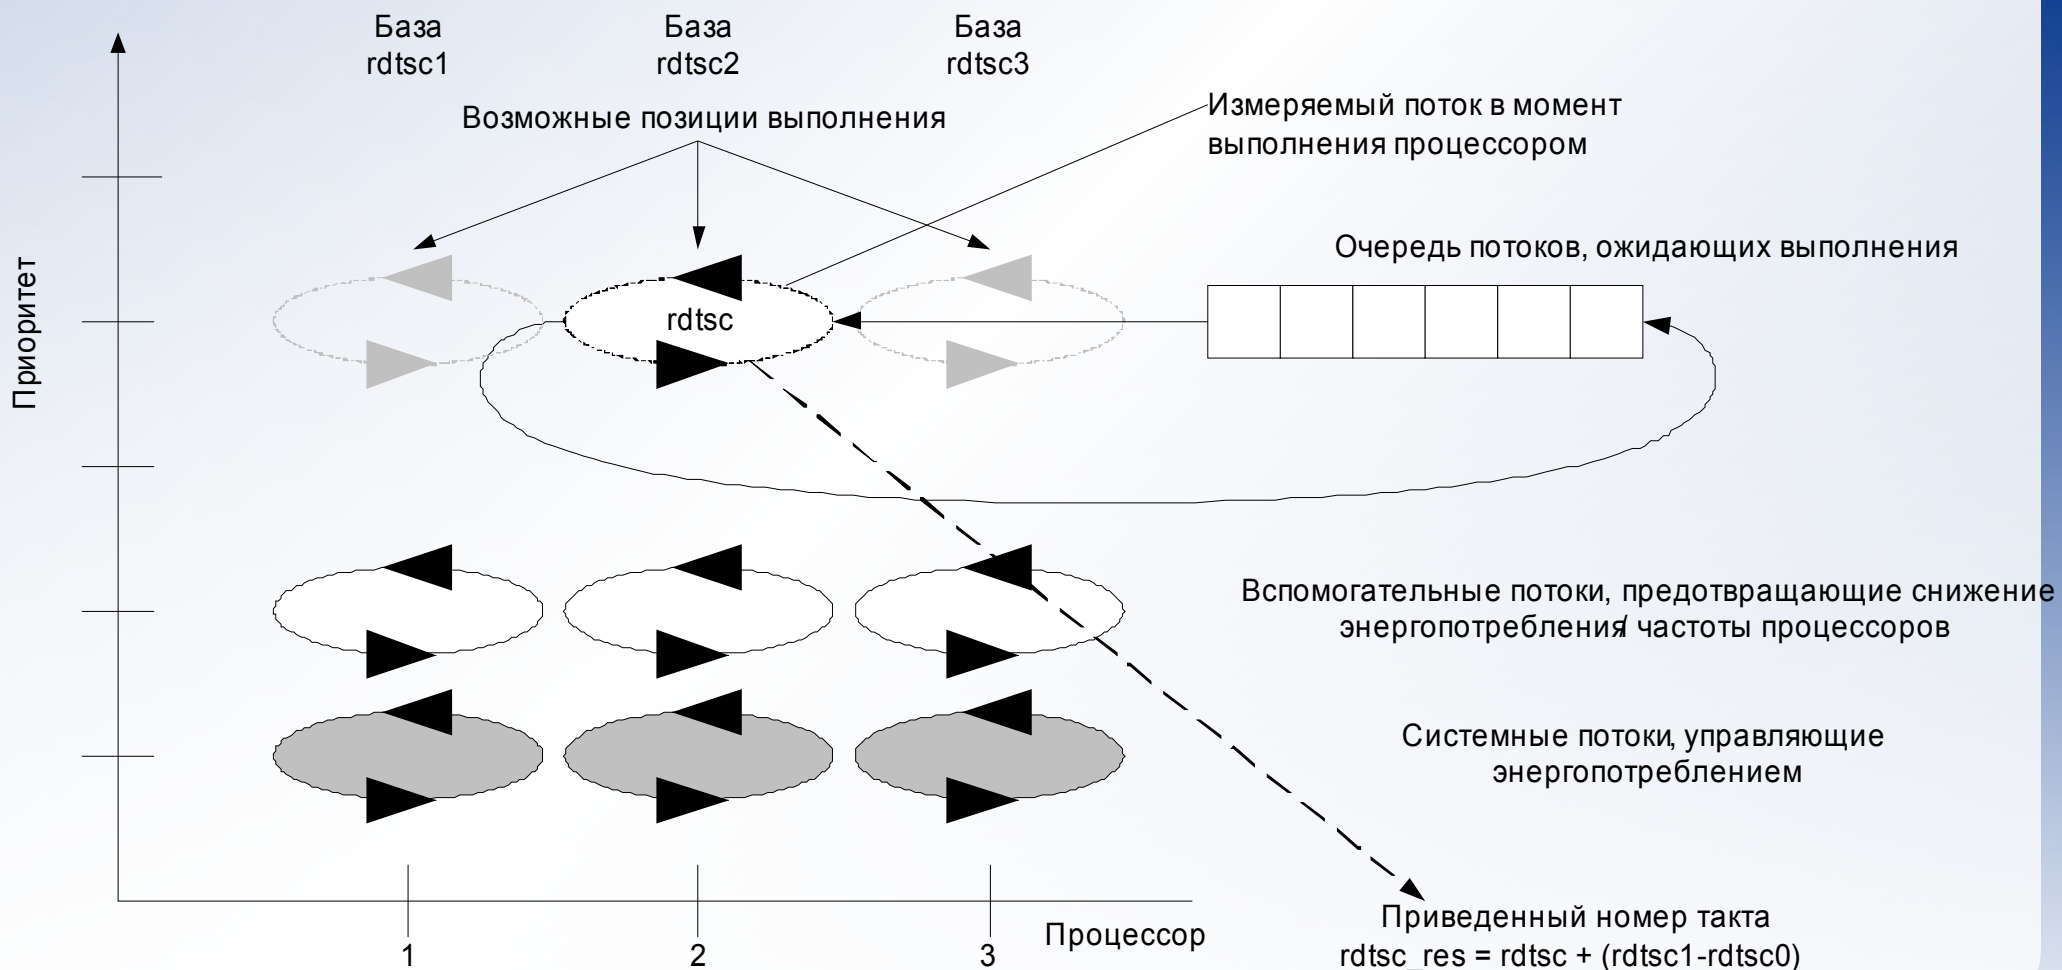 База
rdtsc1
База
rdtsc2
База
rdtsc3
Возможные позиции выполнения
Измеряемый поток в момент
выполнения процессором
Очередь потоков, ожидающих выполнения
Приоритет
rdtsc
Вспомогательные потоки, предотвращающие снижение
энергопотребления/ частоты процессоров
Системные потоки, управляющие
энергопотреблением
Процессор
1
2
3
Приведенный номер такта
rdtsc_res = rdtsc + (rdtsc1-rdtsc0)